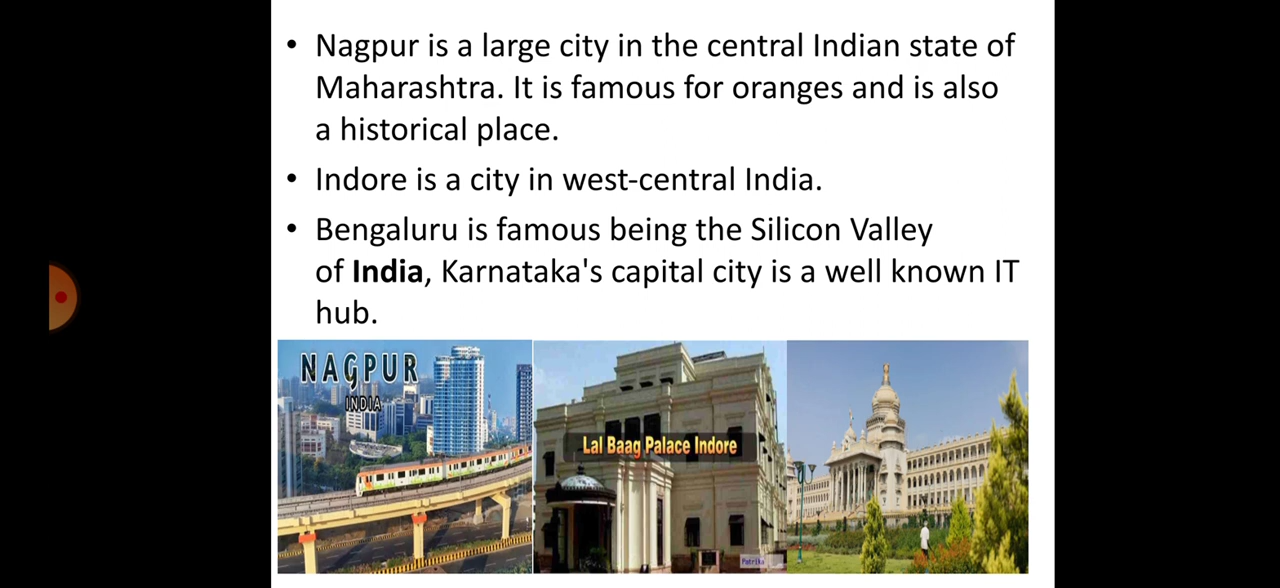 • Nagpur is a large city in the central Indian state of
Maharashtra. It is famous for oranges and is also
a historical place.
• Indore is a city in west-central India.
• Bengaluru is famous being the Silicon Valley
of India, Karnataka's capital city is a well known IT
hub.
NAGPUR
INDIA
Lal Baag Palace Indore
Patrika